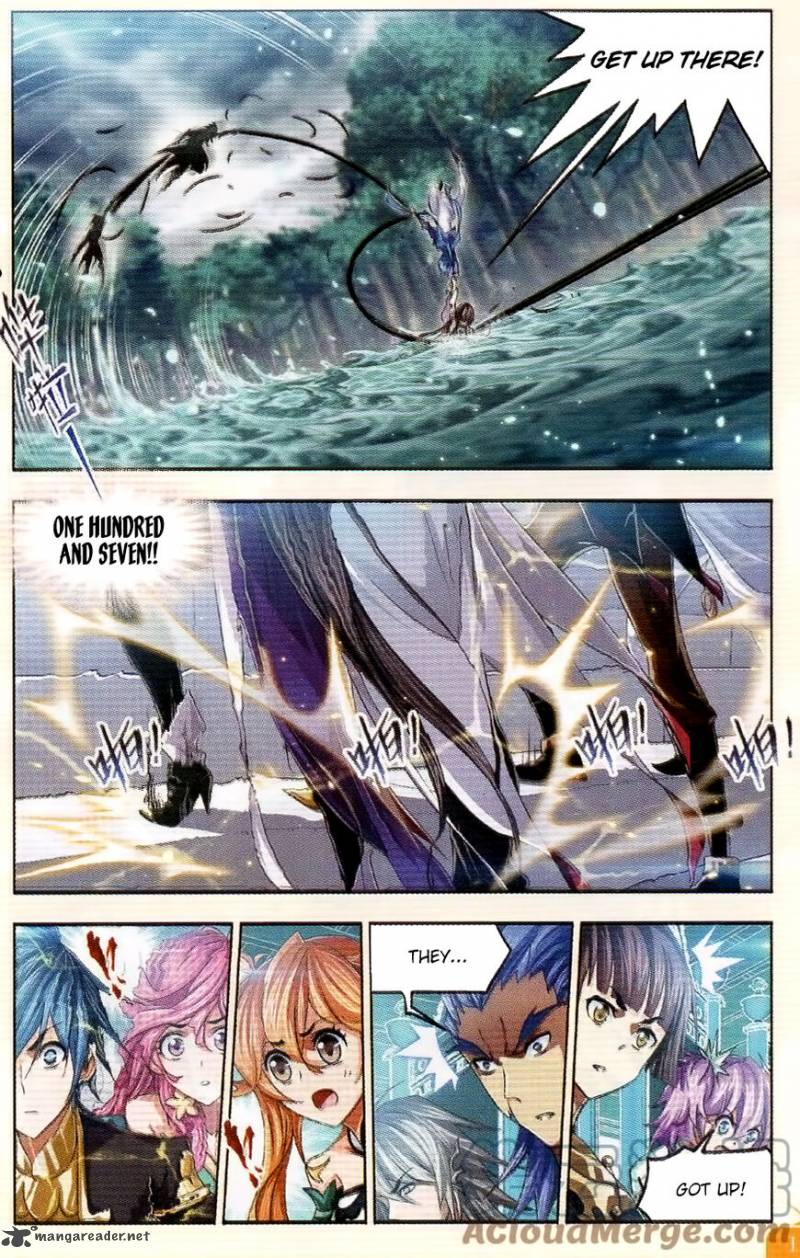 GET UP THERE!
哗
啦
ONE HUNDRED
AND SEVEN!!
啪!
啪!
啪!
啪!
THEY...
GOT UP!
mangareader.net
ACloudMerge.com
1